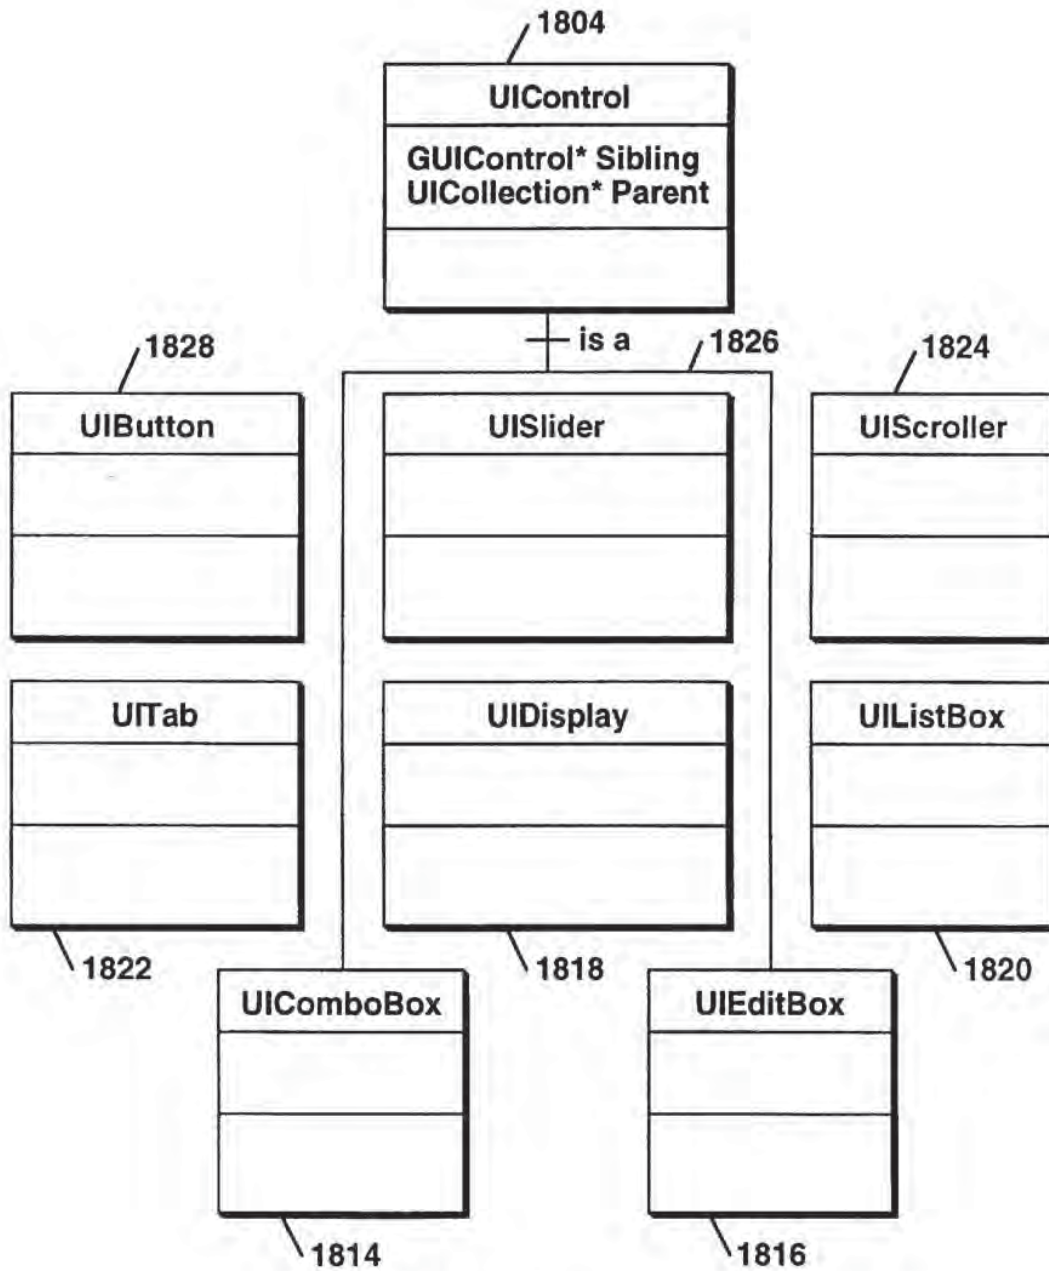 1804
UIControl
GUIControl* Sibling
UICollection* Parent
is a
1828
1826
1824
UIButton
UISlider
UIScroller
UITab
UIDisplay
UIListBox
1822
1818
1820
UIComboBox
UIEditBox
1814
1816